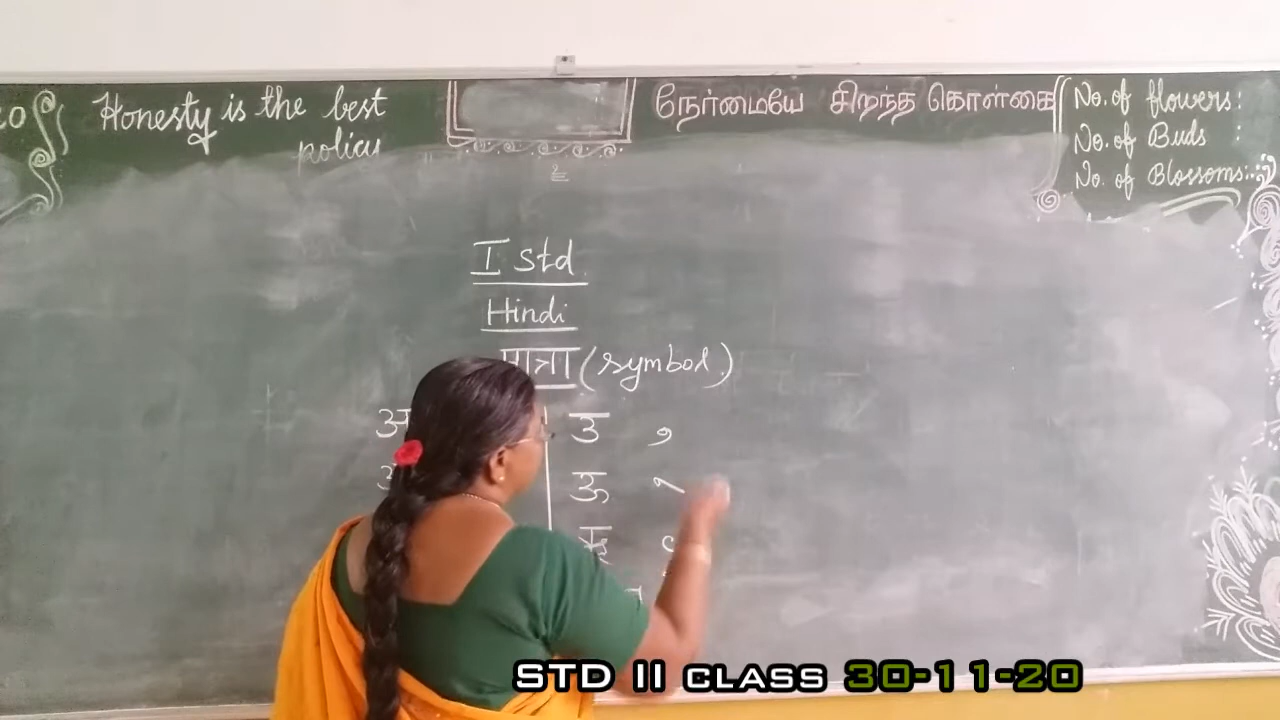 Honesty is the best
policy
நேர்மையே சிறந்த கொள்கை
No. of flowers:
No. of Buds :
No. of Blossoms:
I std
Hindi
मात्रा (symbol)
अ
उ ु
ऊ ू
ऋ
STD II CLASS 30-11-20